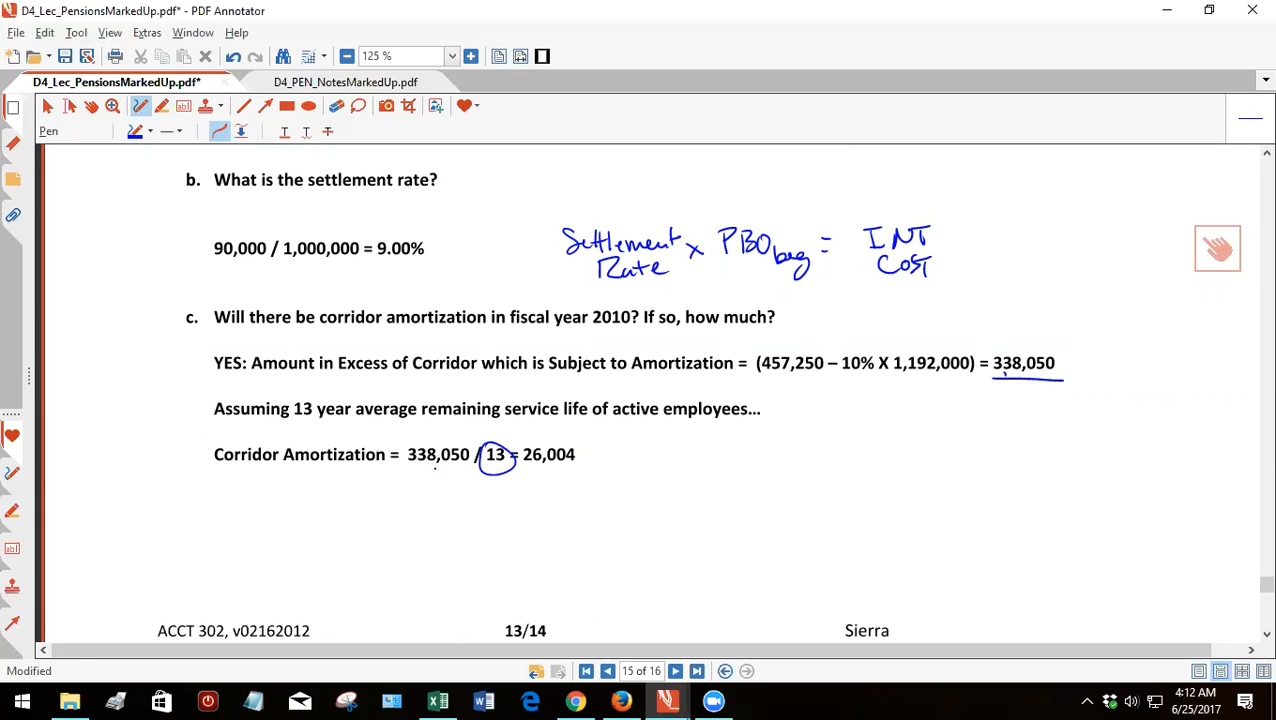 D4_Lec_PensionsMarkedUp.pdf* - PDF Annotator
File Edit Tool View Extras Window Help
125 %
D4_Lec_PensionsMarkedUp.pdf* D4_PEN_NotesMarkedUp.pdf
Pen
b. What is the settlement rate?
90,000 / 1,000,000 = 9.00%
Settlement Rate x PBO beg = INT COST
c. Will there be corridor amortization in fiscal year 2010? If so, how much?
YES: Amount in Excess of Corridor which is Subject to Amortization = (457,250 – 10% X 1,192,000) = 338,050
Assuming 13 year average remaining service life of active employees...
Corridor Amortization = 338,050 / 13 = 26,004
ACCT 302, v02162012 13/14 Sierra
Modified 15 of 16
4:12 AM
6/25/2017